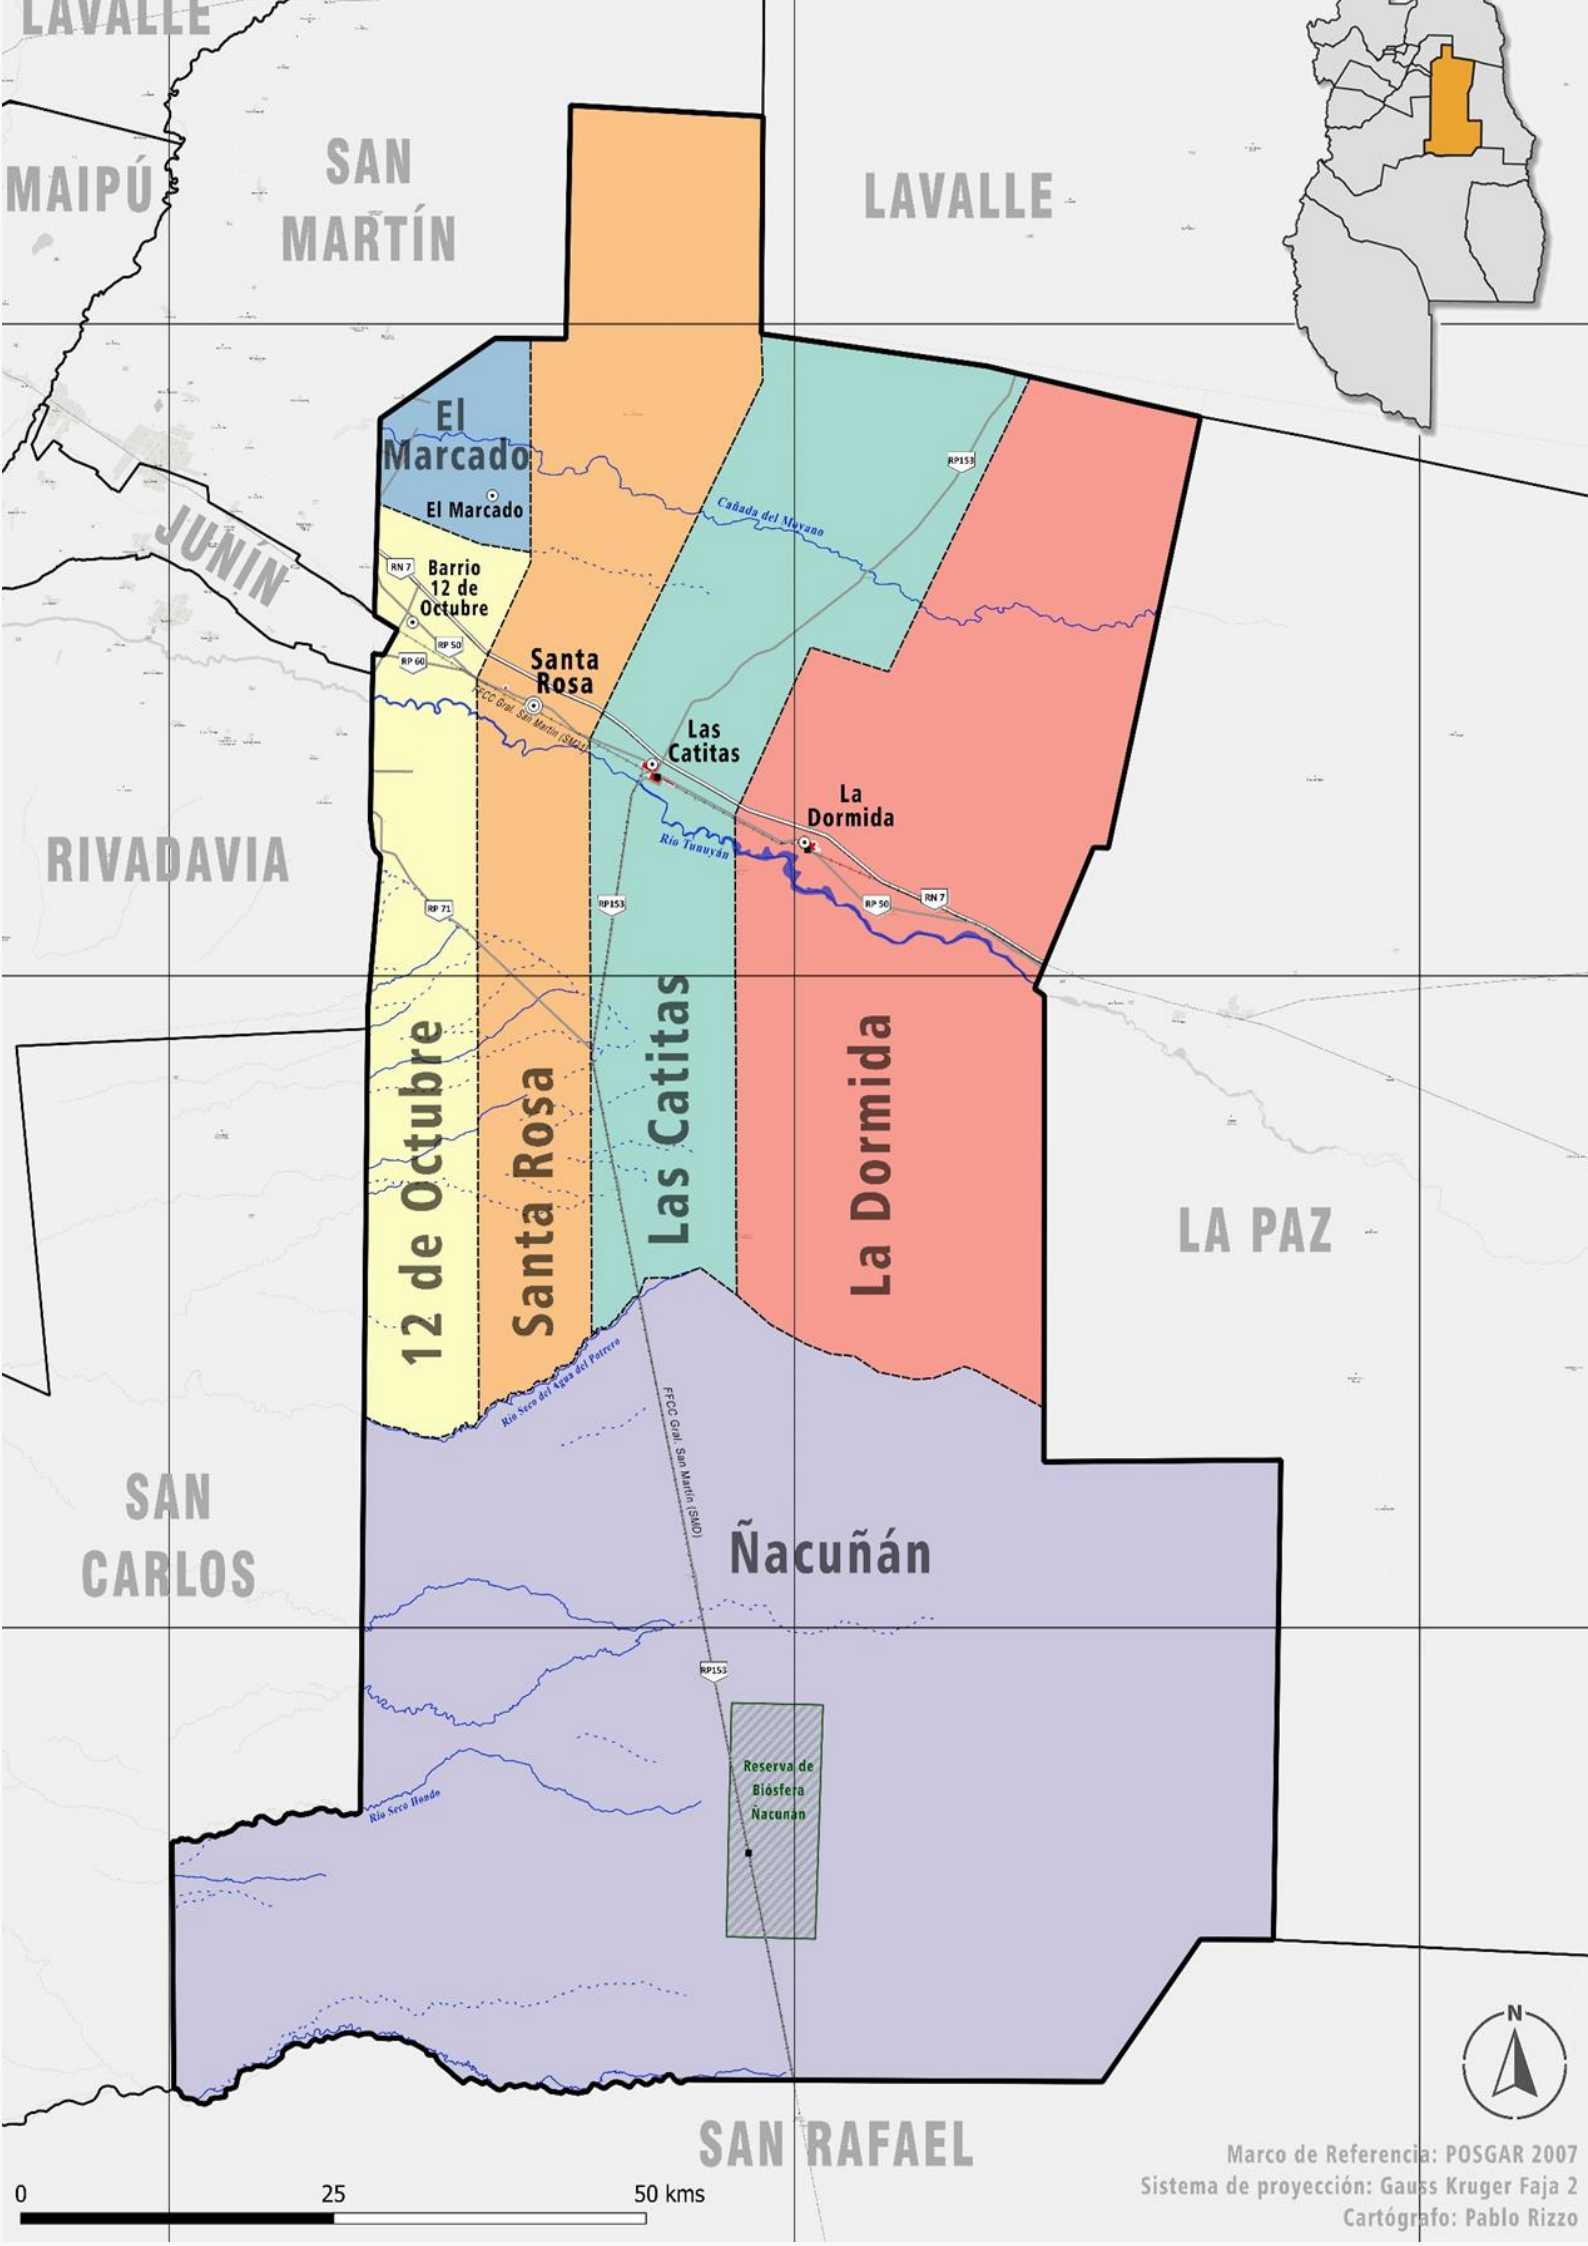 LAVALLE
SAN
MARTÍN
MAIPÚ
LAVALLE
El
Marcado
El Marcado
Cañada del Moyano
RP153
JUNÍN
RN 7
Barrio
12 de
Octubre
RP 50
RP 60
Santa
Rosa
FFCC Gral. San Martín (SM21)
Las
Catitas
La
Dormida
Río Tunuyán
RIVADAVIA
RP 71
RP153
RP 50
RN 7
12 de Octubre
Santa Rosa
Las Catitas
La Dormida
LA PAZ
Río Seco del Agua del Potrero
FFCC Gral. San Martín (SMD)
SAN
CARLOS
Ñacuñán
RP153
Reserva de
Biósfera
Ñacuñan
Río Seco Hondo
N
SAN RAFAEL
Marco de Referencia: POSGAR 2007
Sistema de proyección: Gauss Kruger Faja 2
Cartógrafo: Pablo Rizzo
0 25 50 kms